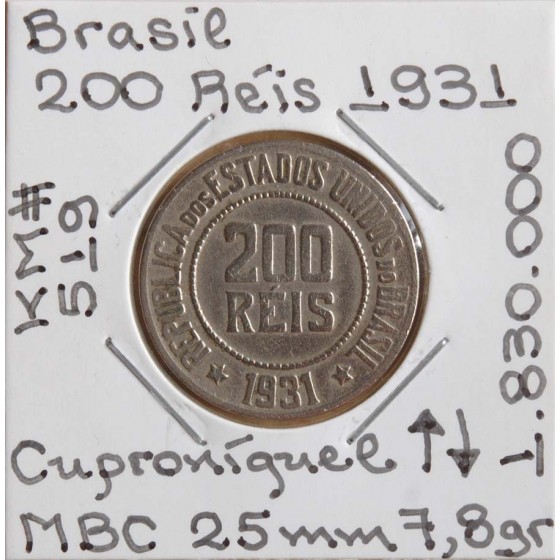 Brasil
200 Réis 1931
KM#
519
1.830.000
REPUBLICA DOS ESTADOS UNIDOS DO BRASIL
200
RÉIS
1931
Cuproníquel ↑↓
MBC 25mm 7,8gr